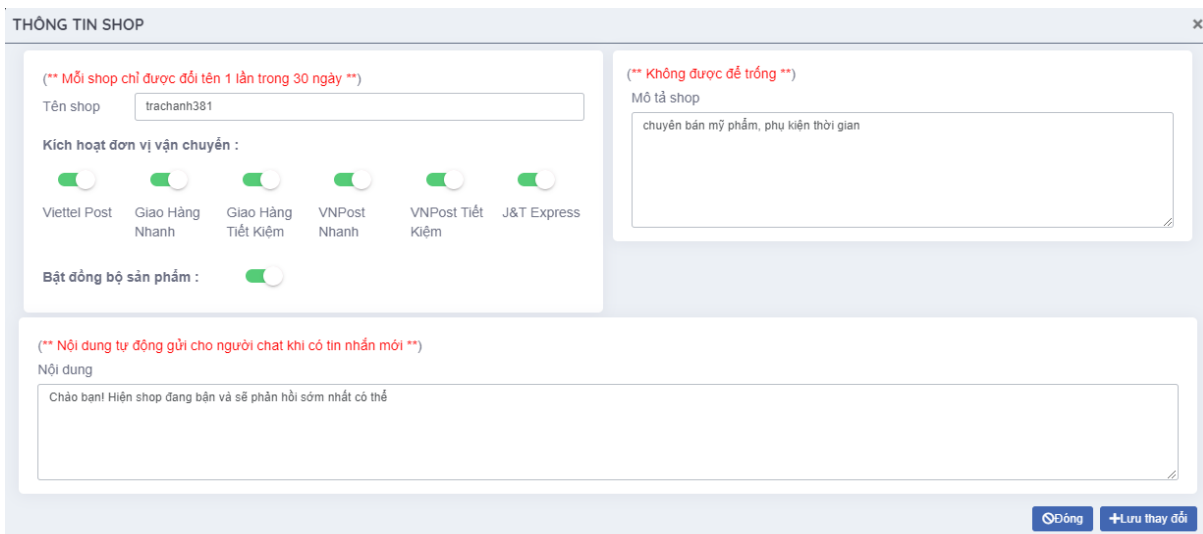 THÔNG TIN SHOP
×
(** Mỗi shop chỉ được đổi tên 1 lần trong 30 ngày **)
Tên shop
trachanh381
Kích hoạt đơn vị vận chuyển :
Viettel Post
Giao Hàng
Nhanh
Giao Hàng
Tiết Kiệm
VNPost
Nhanh
VNPost Tiết
Kiệm
J&T Express
Bật đồng bộ sản phẩm :
(** Không được để trống **)
Mô tả shop
chuyên bán mỹ phẩm, phụ kiện thời gian
(** Nội dung tự động gửi cho người chat khi có tin nhắn mới **)
Nội dung
Chào bạn! Hiện shop đang bận và sẽ phản hồi sớm nhất có thể
Đóng
+Lưu thay đổi